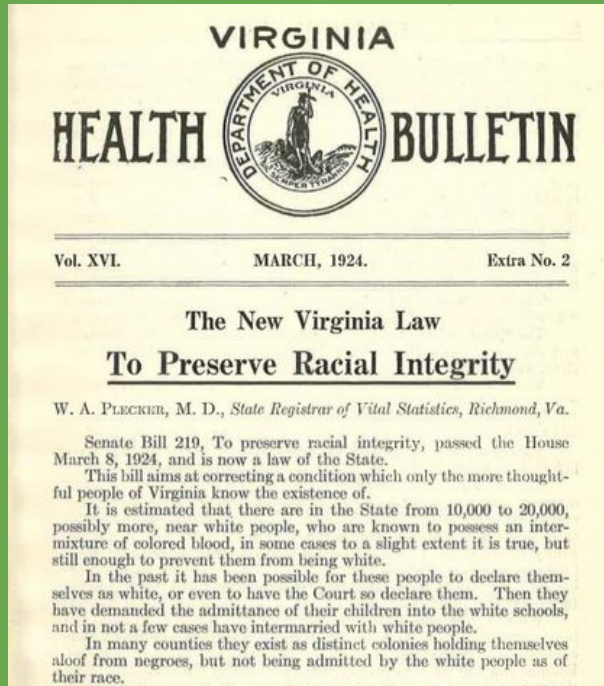 VIRGINIA
HEALTH BULLETIN
DEPARTMENT OF HEALTH
VIRGINIA
SIC SEMPER TYRANNIS
Vol. XVI. MARCH, 1924. Extra No. 2
The New Virginia Law
To Preserve Racial Integrity
W. A. PLECKER, M. D., State Registrar of Vital Statistics, Richmond, Va.
Senate Bill 219, To preserve racial integrity, passed the House
March 8, 1924, and is now a law of the State.
This bill aims at correcting a condition which only the more thought-
ful people of Virginia know the existence of.
It is estimated that there are in the State from 10,000 to 20,000,
possibly more, near white people, who are known to possess an inter-
mixture of colored blood, in some cases to a slight extent it is true, but
still enough to prevent them from being white.
In the past it has been possible for these people to declare them-
selves as white, or even to have the Court so declare them. Then they
have demanded the admittance of their children into the white schools,
and in not a few cases have intermarried with white people.
In many counties they exist as distinct colonies holding themselves
aloof from negroes, but not being admitted by the white people as of
their race.